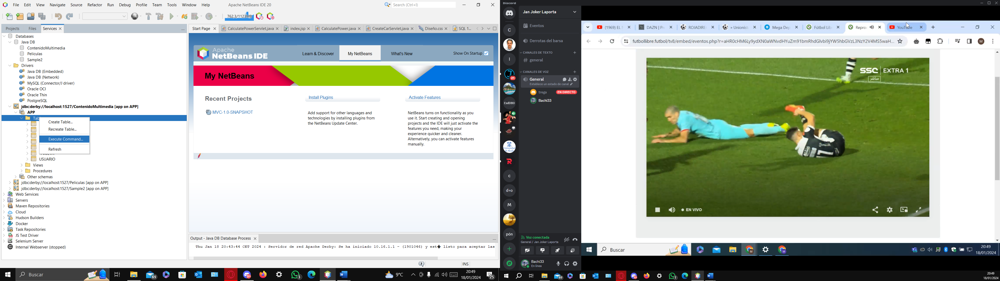 File Edit View Navigate Source Refactor Run Debug Profile Team Tools Window Help
Apache NetBeans IDE 20
Search (Ctrl+I)
762,3/1123MB
Projects Files Services
Databases
Java DB
ContenidoMultimedia
Peliculas
Sample2
Drivers
Java DB (Embedded)
Java DB (Network)
MySQL (Connector/J driver)
Oracle OCI
Oracle Thin
PostgreSQL
jdbc:derby://localhost:1527/ContenidoMultimedia [app on APP]
APP
Create Table...
Recreate Table...
Execute Command...
Refresh
USUARIO
Views
Procedures
Other schemas
jdbc:derby://localhost:1527/Peliculas [app on APP]
jdbc:derby://localhost:1527/Sample2 [app on APP]
Web Services
Servers
Maven Repositories
Cloud
Hudson Builders
Docker
Task Repositories
JS Test Driver
Selenium Server
Internal Webserver (stopped)
Start Page CalculatePowerServlet.java index.jsp CalculatePower.java CreateCarServlet.java Diseño.css SQL 1...
Apache
NetBeans IDE
Learn & Discover
My NetBeans
What's New
Show On Startup
My NetBeans
Recent Projects
MVC-1.0-SNAPSHOT
Install Plugins
Add support for other languages and
technologies by installing plugins from
the NetBeans Update Center.
Activate Features
NetBeans turns on functionality as you
use it. Start creating and opening
projects and the IDE will just activate the
features you need, making your
experience quicker and cleaner.
Alternatively, you can activate features
manually.
Output - Java DB Database Process
Thu Jan 18 20:43:44 CET 2024 : Servidor de red Apache Derby: Se ha iniciado 10.16.1.1 - (1901046) y est� listo para aceptar las
2
INS
Buscar
69
9+
3
9°C
20:49
18/01/2024
25
Discord
C
I
21
EsdDBD
Universidad
de Alcalá
c
d+o
M
pón
Jan Joker Laporta
Eventos
Derrotas del barsa
CANALES DE TEXTO
general
CANALES DE VOZ
General
Establece un estado de canal
trega
EN DIRECTO
Bachi33
Voz conectada
General / Jan Joker Laporta
Bachi33
En línea
(1969) EL
DAZN | Pr
ROJADIRE
» Unionist
Mega Dep
Fútbol Lib
Reproc
YouTube
futbollibre.futbol/tv8/embed/eventos.php?r=aHR0cHM6Ly9ydXN0aWNvdHYuZm91bmRhdGlvbi9jYW5hbGVzL3NzY2V4MS5waH...
M
SSC EXTRA 1
مباشر
EN VIVO
Buscar
20:49
18/01/2024
69
3
20:49
18/01/2024